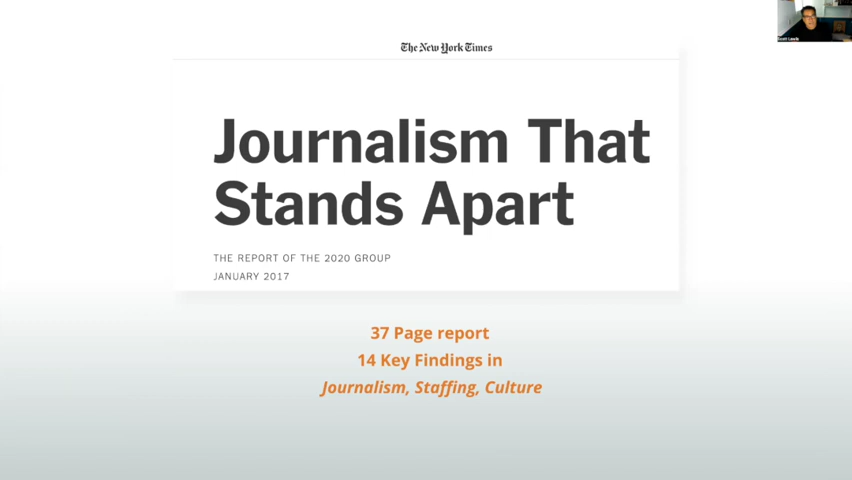 The New York Times
Journalism That
Stands Apart
THE REPORT OF THE 2020 GROUP
JANUARY 2017
37 Page report
14 Key Findings in
Journalism, Staffing, Culture